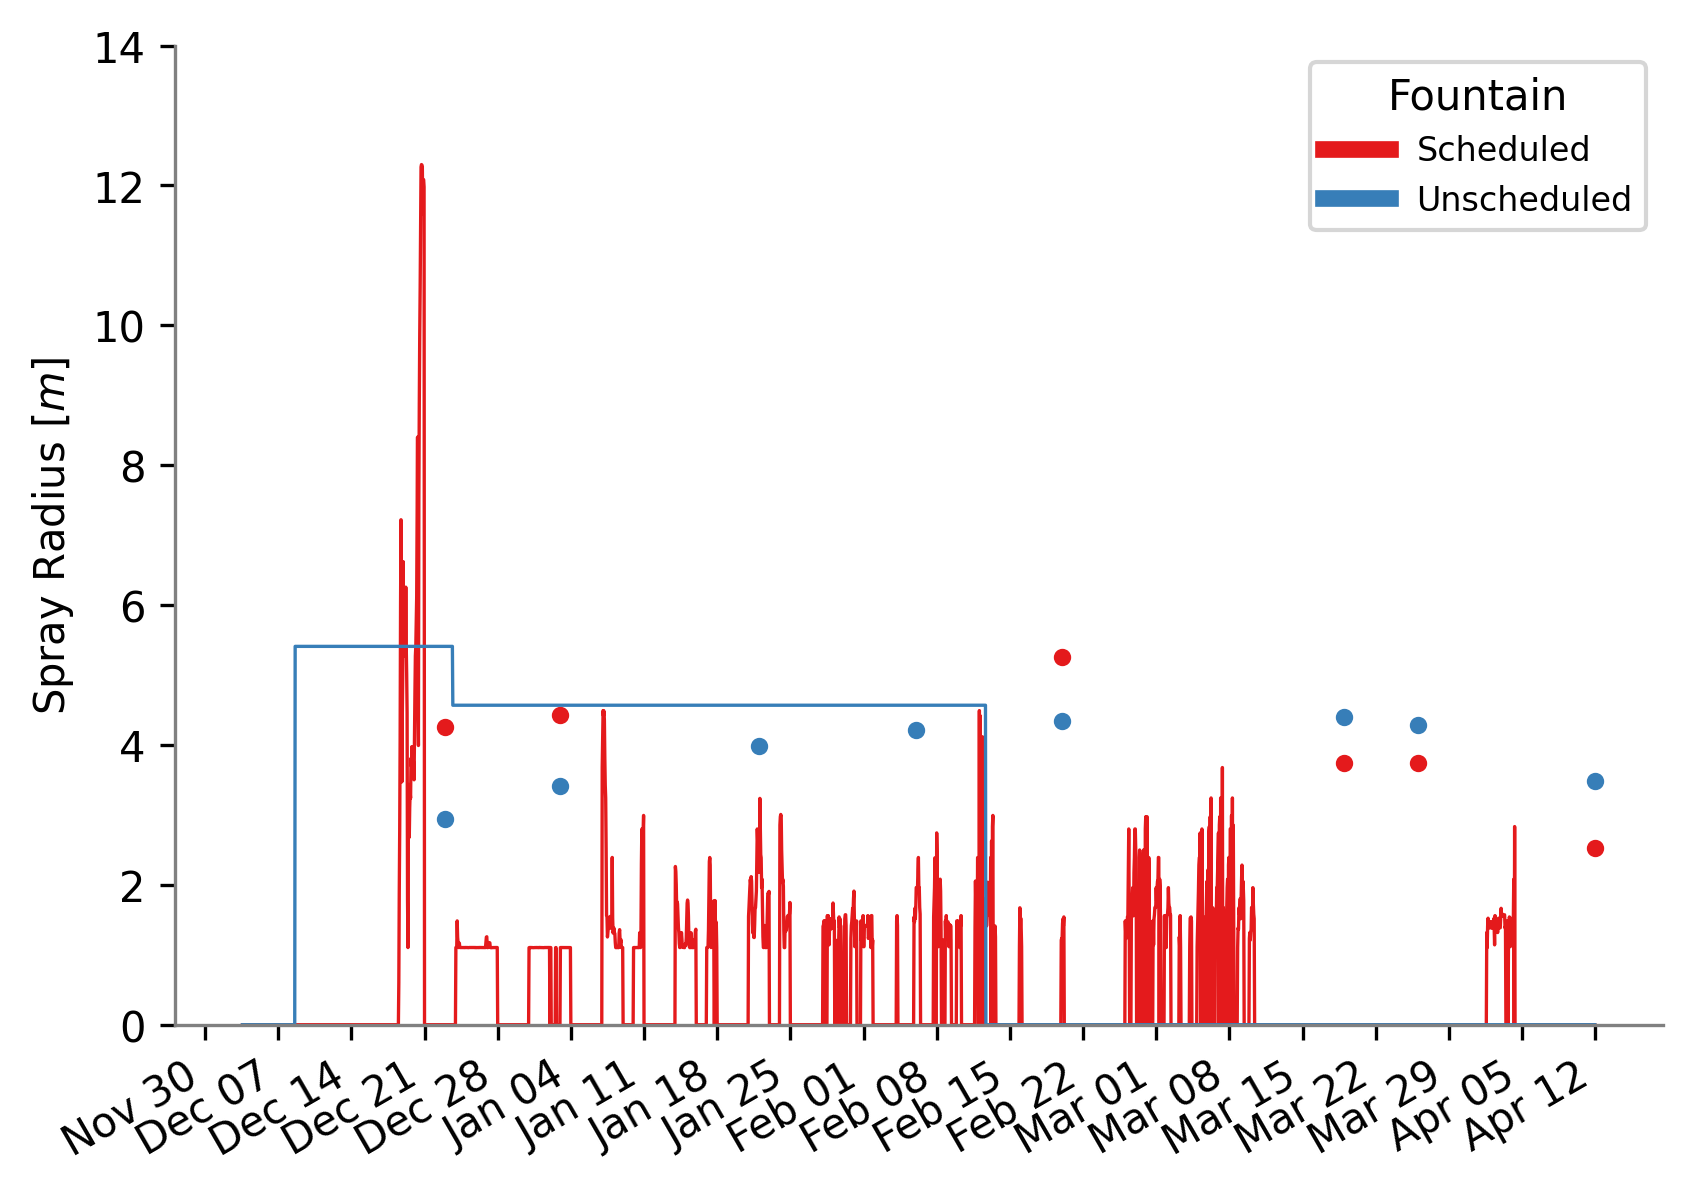 14
12
10
8
6
4
2
0
Spray Radius [m]
Fountain
Scheduled
Unscheduled
Nov 30
Dec 07
Dec 14
Dec 21
Dec 28
Jan 04
Jan 11
Jan 18
Jan 25
Feb 01
Feb 08
Feb 15
Feb 22
Mar 01
Mar 08
Mar 15
Mar 22
Mar 29
Apr 05
Apr 12